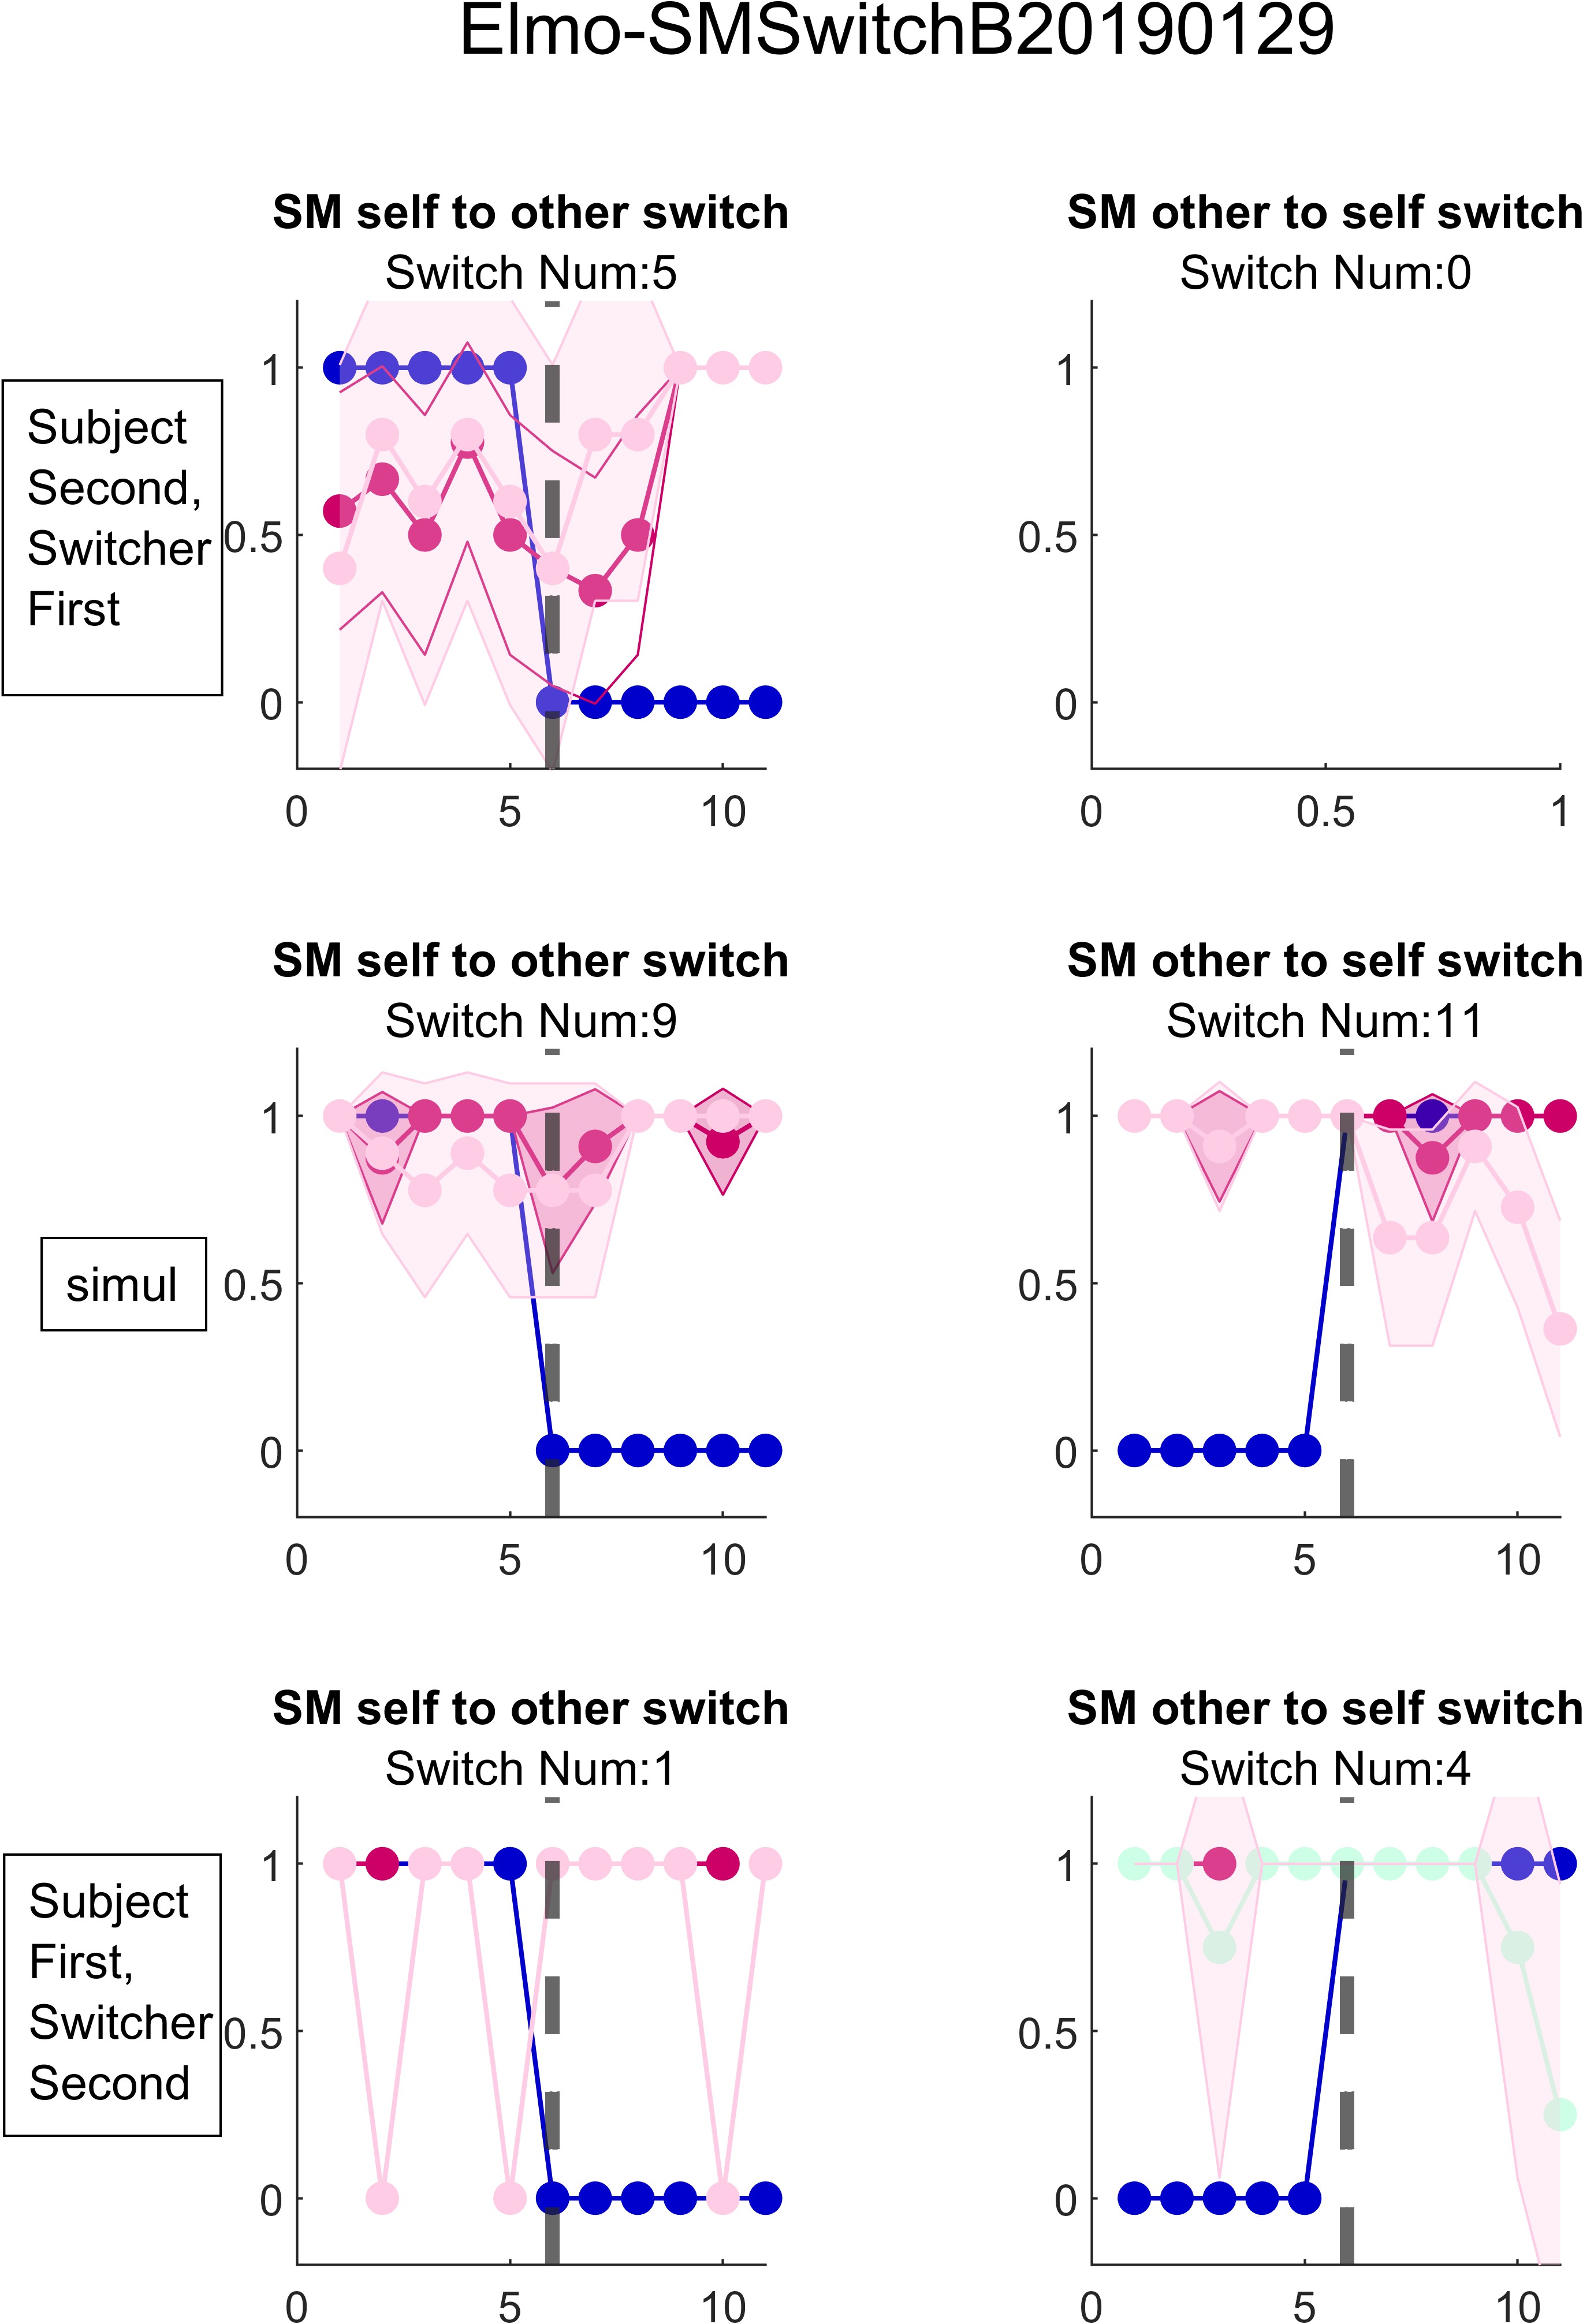 Elmo-SMSwitchB20190129
SM self to other switch
Switch Num:5
SM other to self switch
Switch Num:0
Subject
Second,
Switcher
First
1
0.5
0
0
5
10
1
0.5
0
0
0.5
1
SM self to other switch
Switch Num:9
SM other to self switch
Switch Num:11
simul
1
0.5
0
0
5
10
1
0.5
0
0
5
10
SM self to other switch
Switch Num:1
SM other to self switch
Switch Num:4
Subject
First,
Switcher
Second
1
0.5
0
0
5
10
1
0.5
0
0
5
10